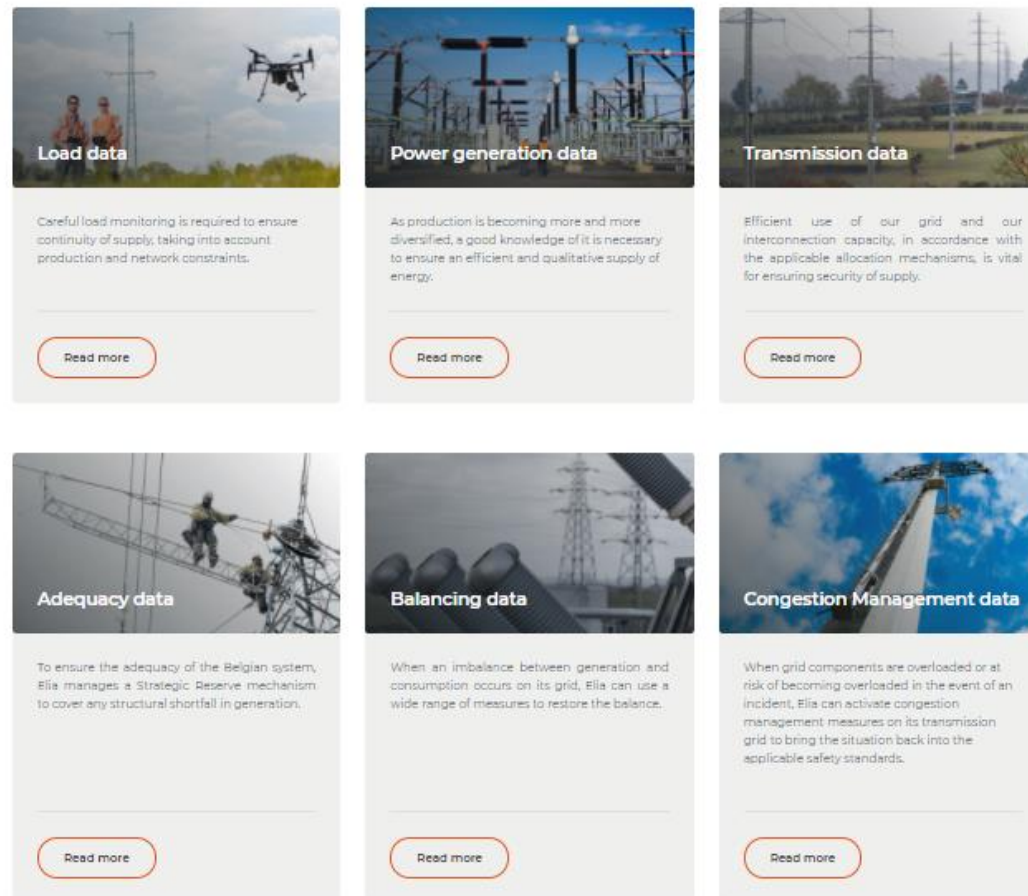 Load data
Careful load monitoring is required to ensure
continuity of supply, taking into account
production and network constraints.
Read more
Power generation data
As production is becoming more and more
diversified, a good knowledge of it is necessary
to ensure an efficient and qualitative supply of
energy.
Read more
Transmission data
Efficient use of our grid and our
interconnection capacity, in accordance with
the applicable allocation mechanisms, is vital
for ensuring security of supply.
Read more
Adequacy data
To ensure the adequacy of the Belgian system,
Elia manages a Strategic Reserve mechanism
to cover any structural shortfall in generation.
Read more
Balancing data
When an imbalance between generation and
consumption occurs on its grid, Elia can use a
wide range of measures to restore the balance.
Read more
Congestion Management data
When grid components are overloaded or at
risk of becoming overloaded in the event of an
incident, Elia can activate congestion
management measures on its transmission
grid to bring the situation back into the
applicable safety standards.
Read more